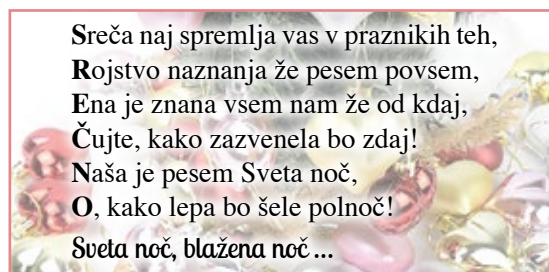 Sreča naj spremlja vas v praznikih teh,
Rojstvo naznanja že pesem povsem,
Ena je znana vsem nam že od kdaj,
Čujte, kako zazvenela bo zdaj!
Naša je pesem Sveta noč,
O, kako lepa bo šele polnoč!
Sveta noč, blažena noč ...